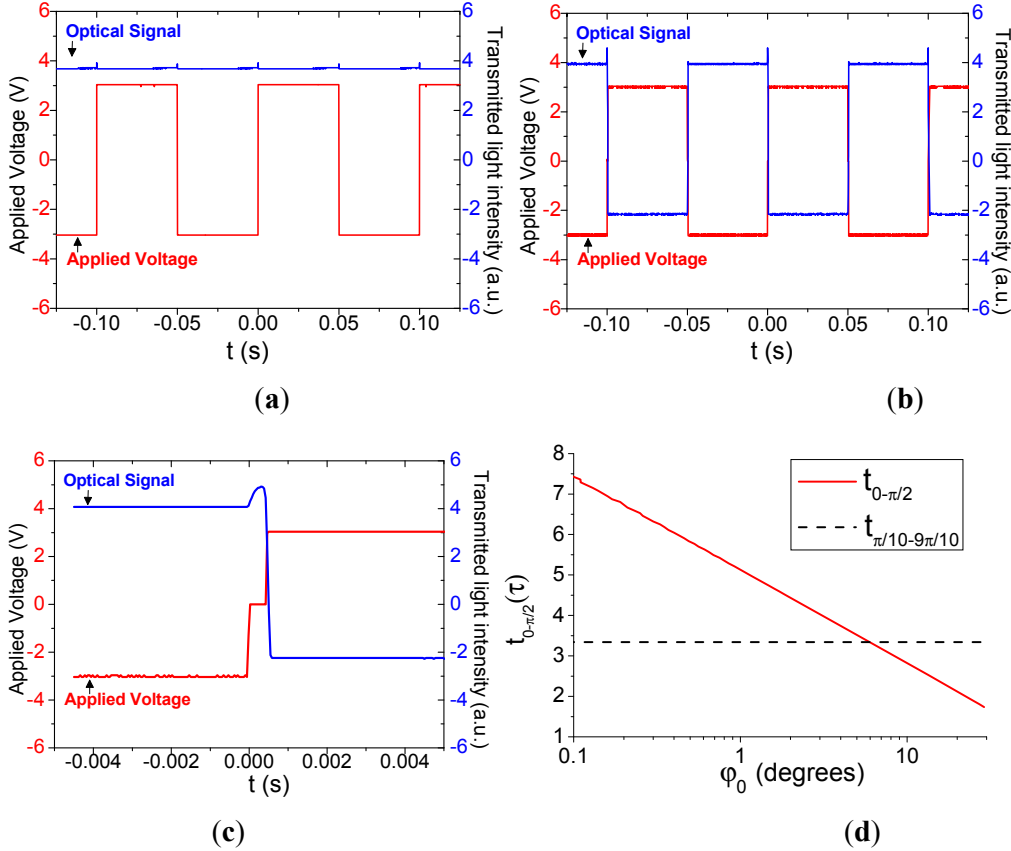 6
4
2
0
-2
-4
-6
Applied Voltage (V)
Optical Signal
Applied Voltage
6
4
2
0
-2
-4
-6
Transmitted light intensity (a.u.)
-0.10 -0.05 0.00 0.05 0.10
t (s)
(a)
6
4
2
0
-2
-4
-6
Applied Voltage (V)
Optical Signal
Applied Voltage
6
4
2
0
-2
-4
-6
Transmitted light intensity (a.u.)
-0.10 -0.05 0.00 0.05 0.10
t (s)
(b)
6
4
2
0
-2
-4
-6
Applied Voltage (V)
Optical Signal
Applied Voltage
6
4
2
0
-2
-4
-6
Transmitted light intensity (a.u.)
-0.004 -0.002 0.000 0.002 0.004
t (s)
(c)
8
7
6
5
4
3
2
1
t0-π/2(τ)
t0-π/2
tπ/10-9π/10
0.1 1 10
φ0 (degrees)
(d)